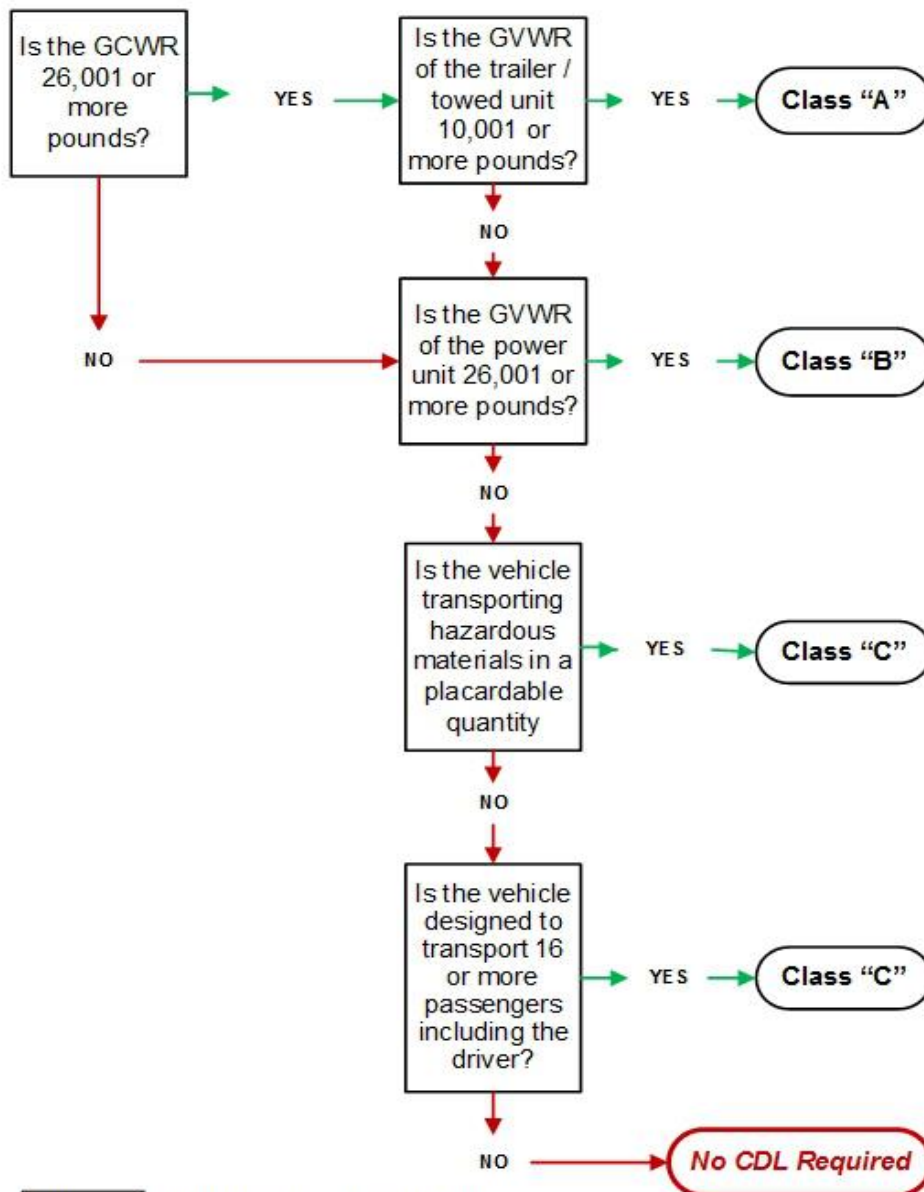 Is the GCWR
26,001 or
more
pounds?
YES
Is the GVWR
of the trailer /
towed unit
10,001 or
more pounds?
YES
Class “A”
NO
NO
Is the GVWR
of the power
unit 26,001 or
more pounds?
YES
Class “B”
NO
Is the vehicle
transporting
hazardous
materials in a
placardable
quantity
YES
Class “C”
NO
Is the vehicle
designed to
transport 16
or more
passengers
including the
driver?
YES
Class “C”
NO
No CDL Required